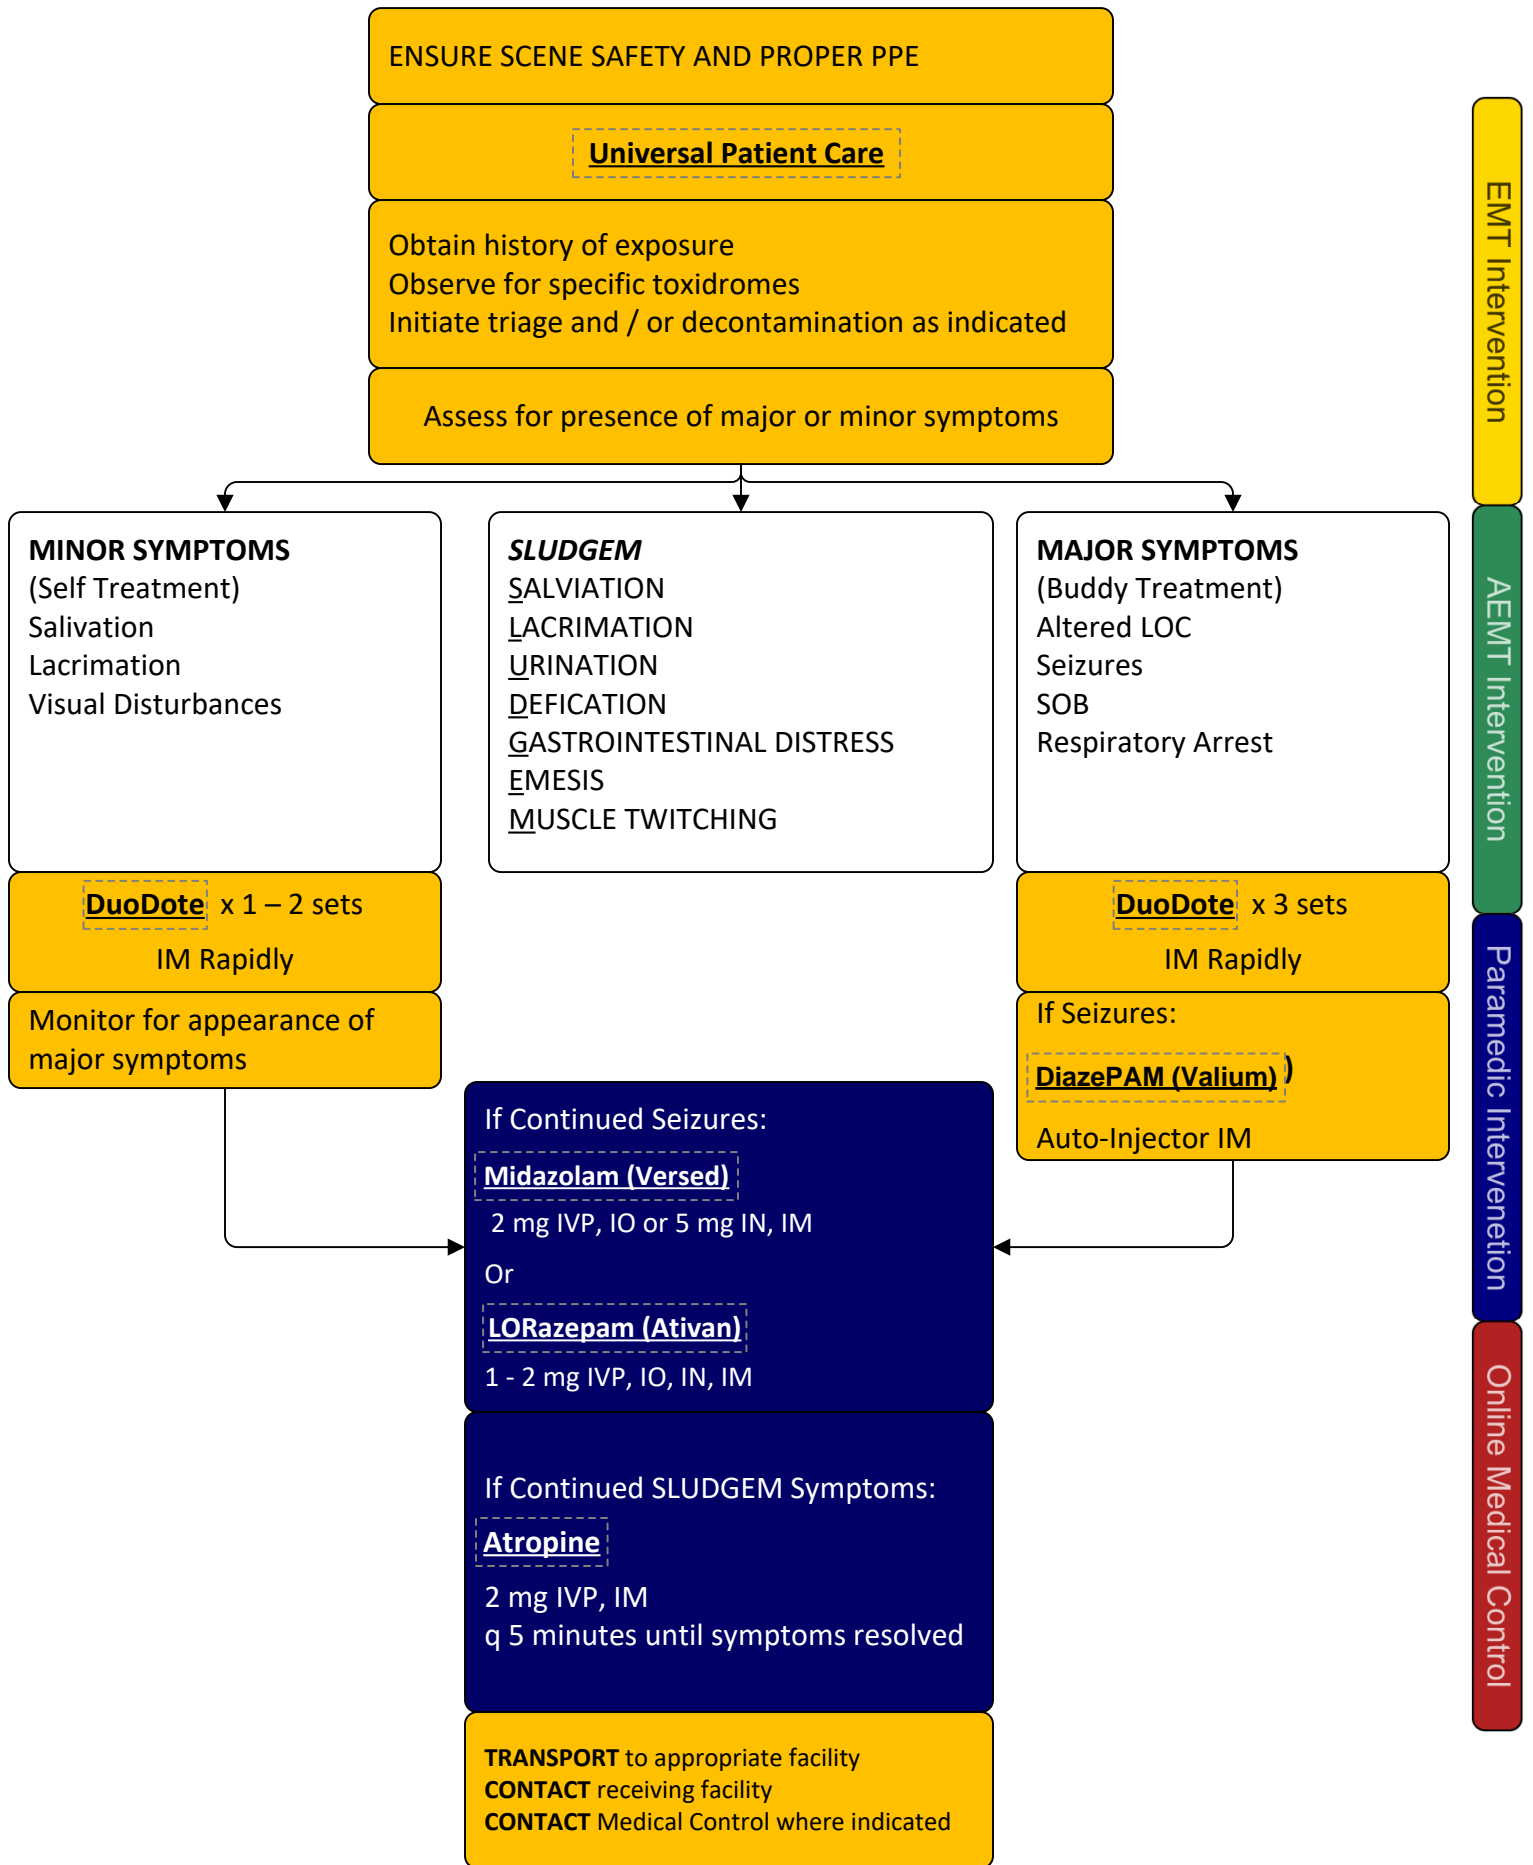 ENSURE SCENE SAFETY AND PROPER PPE
Universal Patient Care
Obtain history of exposure
Observe for specific toxidromes
Initiate triage and / or decontamination as indicated
Assess for presence of major or minor symptoms
MINOR SYMPTOMS
(Self Treatment)
Salivation
Lacrimation
Visual Disturbances
SLUDGEM
SALVIATION
LACRIMATION
URINATION
DEFICATION
GASTROINTESTINAL DISTRESS
EMESIS
MUSCLE TWITCHING
MAJOR SYMPTOMS
(Buddy Treatment)
Altered LOC
Seizures
SOB
Respiratory Arrest
DuoDote x 1 – 2 sets
IM Rapidly
Monitor for appearance of
major symptoms
DuoDote x 3 sets
IM Rapidly
If Seizures:
DiazePAM (Valium) )
Auto-Injector IM
If Continued Seizures:
Midazolam (Versed)
2 mg IVP, IO or 5 mg IN, IM
Or
LORazepam (Ativan)
1 - 2 mg IVP, IO, IN, IM
If Continued SLUDGEM Symptoms:
Atropine
2 mg IVP, IM
q 5 minutes until symptoms resolved
TRANSPORT to appropriate facility
CONTACT receiving facility
CONTACT Medical Control where indicated
EMT Intervention
AEMT Intervention
Paramedic Intervenetion
Online Medical Control